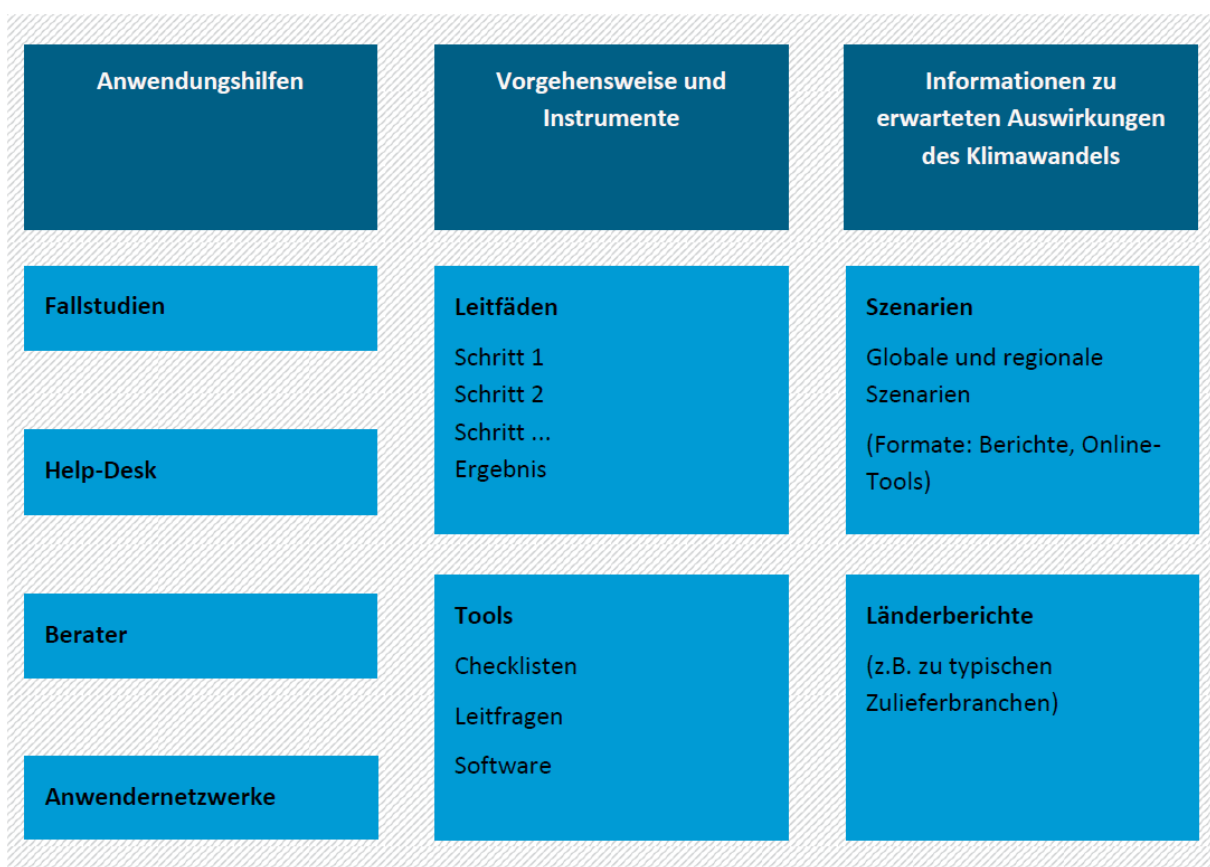 Anwendungshilfen
Fallstudien
Help-Desk
Berater
Anwendernetzwerke
Vorgehensweise und
Instrumente
Leitfäden
Schritt 1
Schritt 2
Schritt ...
Ergebnis
Tools
Checklisten
Leitfragen
Software
Informationen zu
erwarteten Auswirkungen
des Klimawandels
Szenarien
Globale und regionale
Szenarien
(Formate: Berichte, Online-
Tools)
Länderberichte
(z.B. zu typischen
Zulieferbranchen)